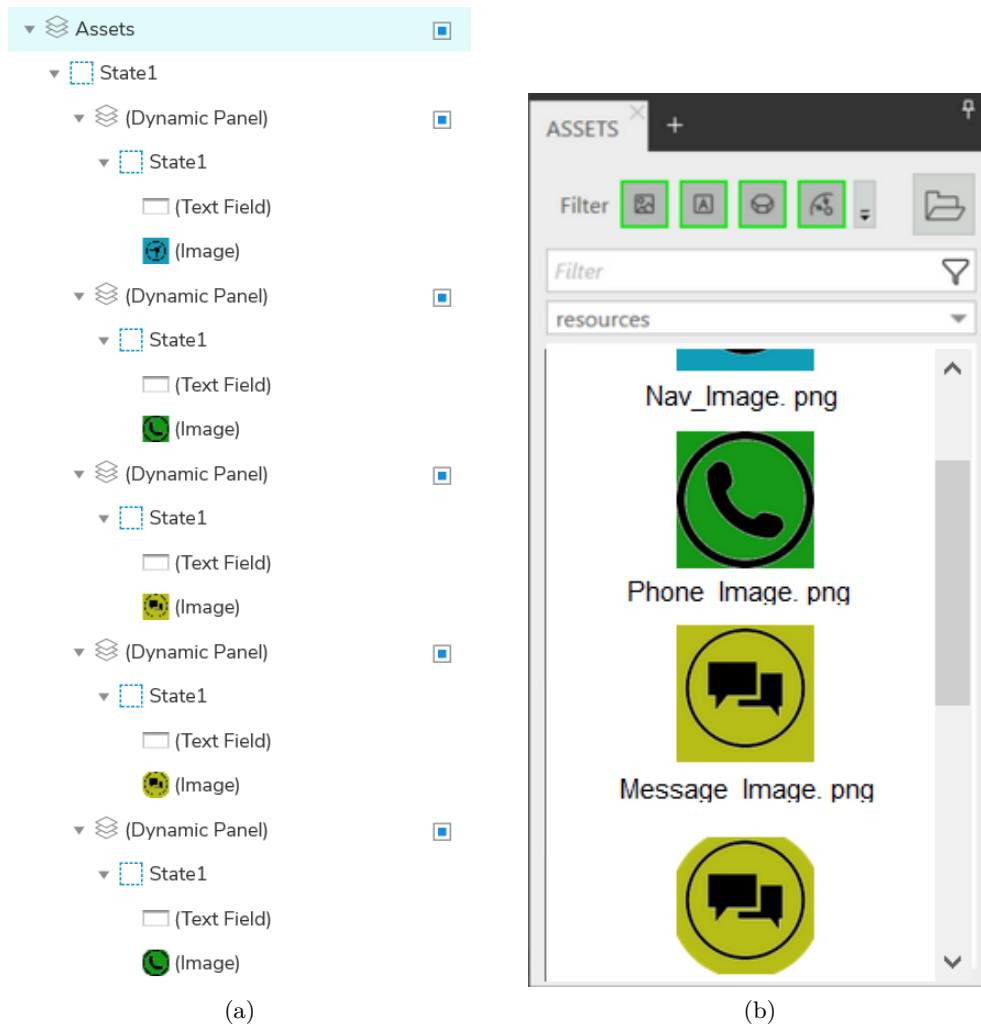 Assets
State1
(Dynamic Panel)
State1
(Text Field)
(Image)
(Dynamic Panel)
State1
(Text Field)
(Image)
(Dynamic Panel)
State1
(Text Field)
(Image)
(Dynamic Panel)
State1
(Text Field)
(Image)
(Dynamic Panel)
State1
(Text Field)
(Image)
(a)
ASSETS
Filter A
Filter
resources
Nav_Image. png
Phone_Image. png
Message_Image. png
(b)